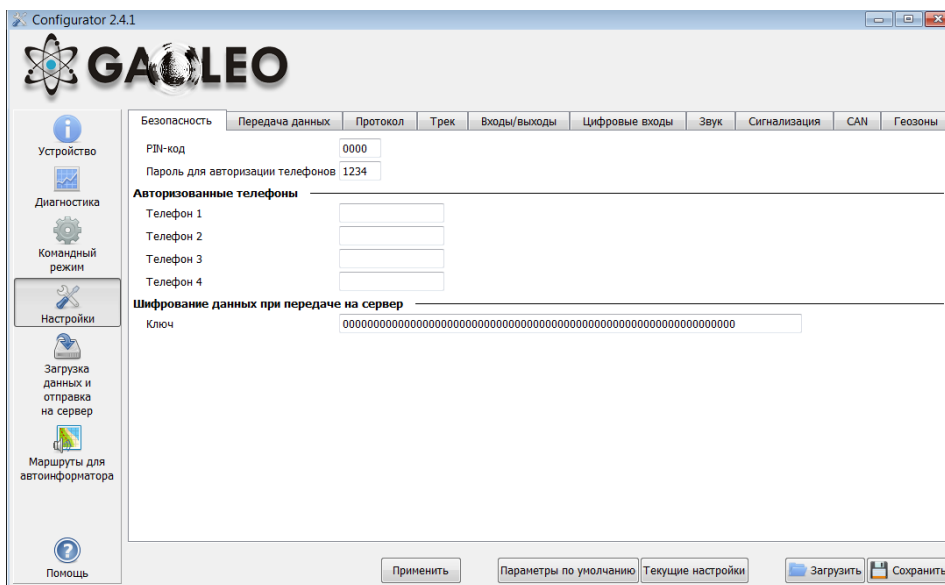 Configurator 2.4.1
GALILEO
Безопасность Передача данных Протокол Трек Входы/выходы Цифровые входы Звук Сигнализация CAN Геозоны
PIN-код 0000
Пароль для авторизации телефонов 1234
Авторизованные телефоны
Телефон 1
Телефон 2
Телефон 3
Телефон 4
Шифрование данных при передаче на сервер
Ключ 0000000000000000000000000000000000000000000000000000000000000000
Устройство
Диагностика
Командный
режим
Настройки
Загрузка
данных и
отправка
на сервер
Маршруты для
автоинформатора
Помощь
Применить Параметры по умолчанию Текущие настройки Загрузить Сохранить